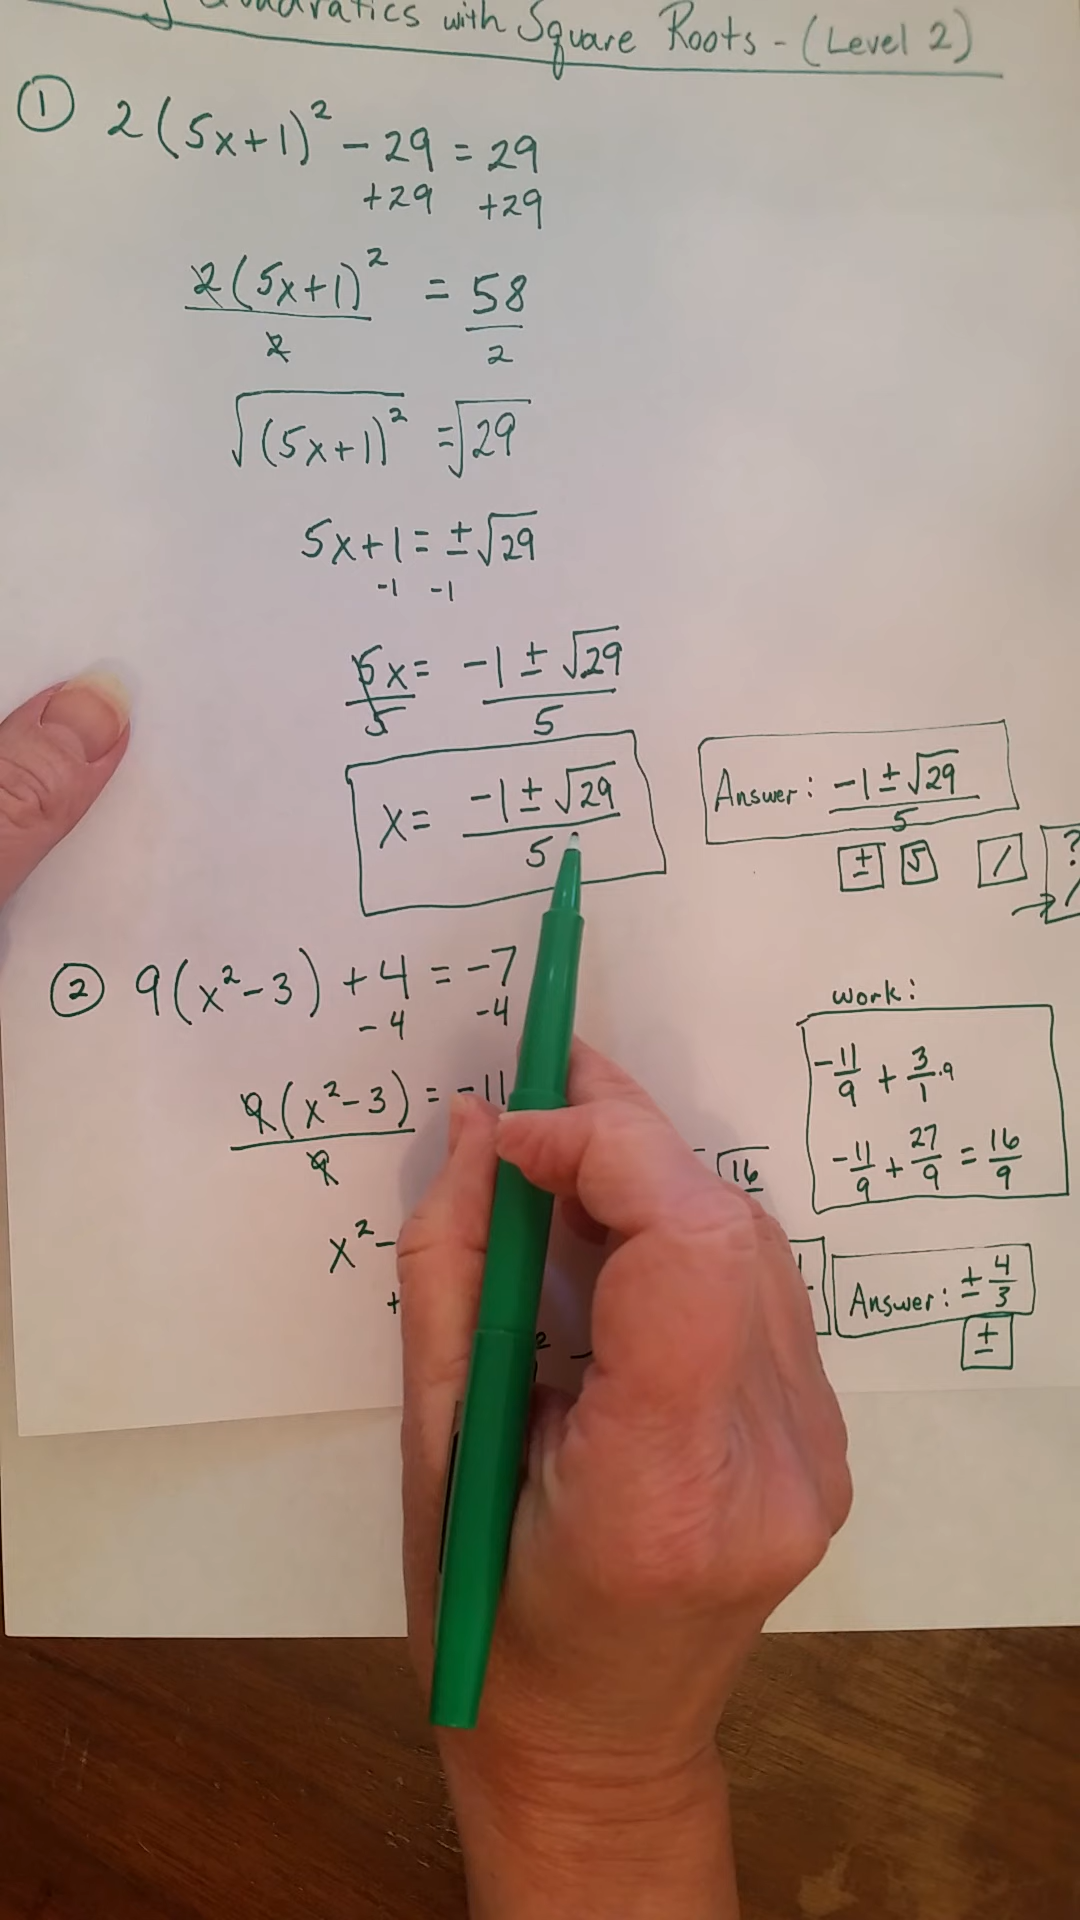 with Square Roots - (Level 2)
① 2(5x+1)² - 29 = 29
+29 +29
2(5x+1)² = 58
2 2
√(5x+1)² = √29
5x+1 = ±√29
-1 -1
5x = -1 ± √29
5 5
x = -1 ± √29
5
Answer: -1 ± √29
5
± 5 / ?
② 9(x²-3) + 4 = -7
-4 -4
9(x²-3) = -11
9
x² -
+
√16
work:
-11/9 + 3/1 ·9
-11/9 + 27/9 = 16/9
Answer: ± 4/3
±